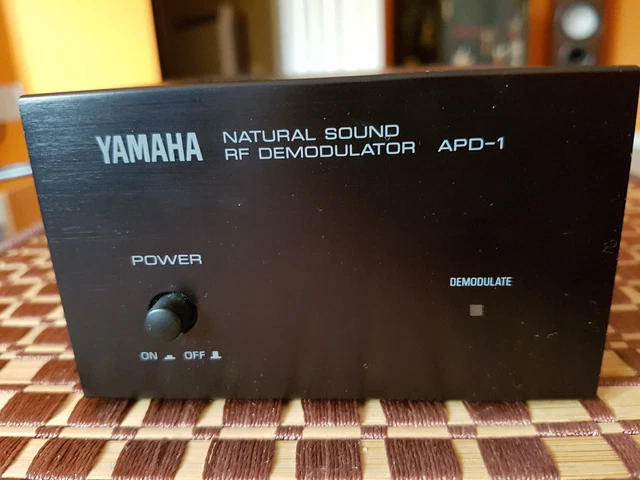 YAMAHA
NATURAL SOUND
RF DEMODULATOR APD-1
POWER
DEMODULATE
ON OFF